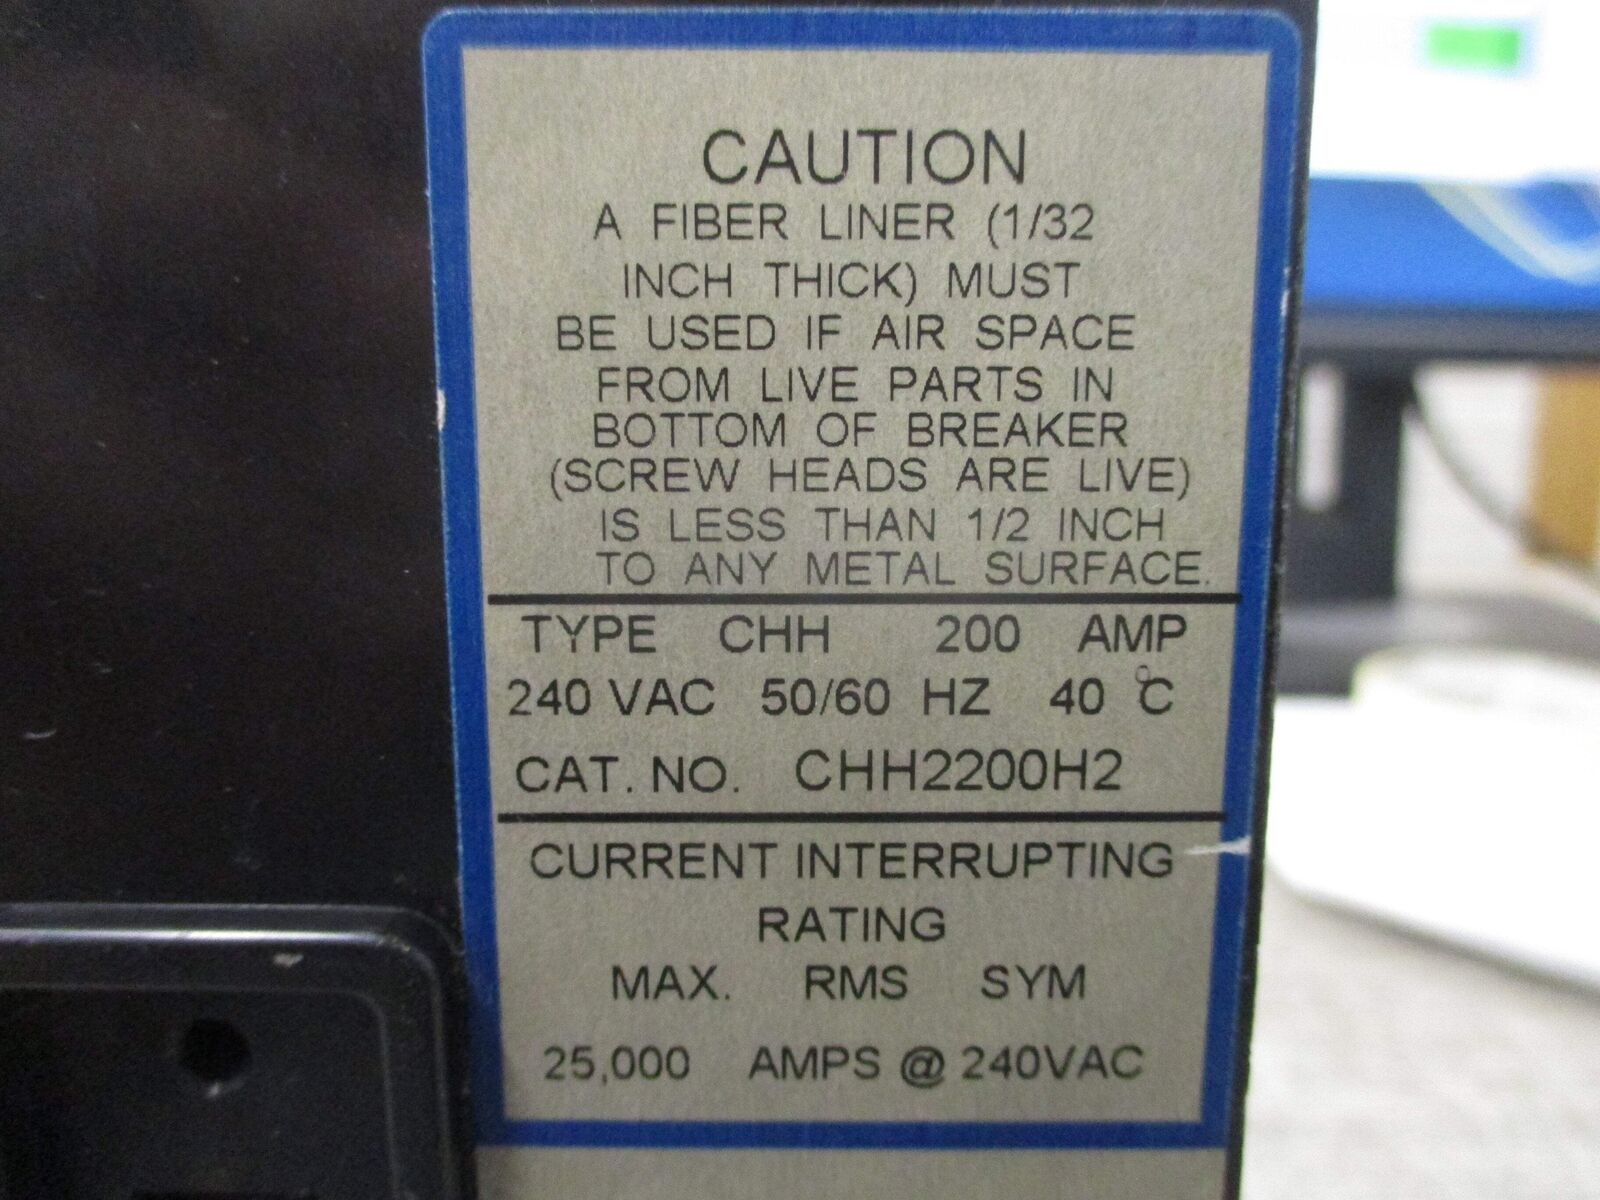 CAUTION
A FIBER LINER (1/32
INCH THICK) MUST
BE USED IF AIR SPACE
FROM LIVE PARTS IN
BOTTOM OF BREAKER
(SCREW HEADS ARE LIVE)
IS LESS THAN 1/2 INCH
TO ANY METAL SURFACE.
TYPE CHH 200 AMP
240 VAC 50/60 HZ 40 °C
CAT. NO. CHH2200H2
CURRENT INTERRUPTING
RATING
MAX. RMS SYM
25,000 AMPS @ 240VAC